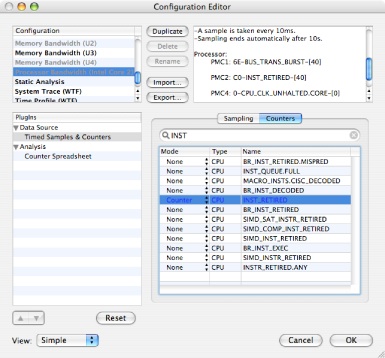 Configuration Editor
Configuration
Memory Bandwidth (U2)
Memory Bandwidth (U3)
Memory Bandwidth (U4)
Static Analysis
System Trace (WTF)
Time Profile (WTF)
Duplicate
Delete
Rename
Import...
Export...
-A sample is taken every 10ms.
-Sampling ends automatically after 10s.
Processor:
PMC1: 6E-BUS_TRANS_BURST-[40]
PMC2: C0-INST_RETIRED-[40]
PMC4: 0-CPU_CLK_UNHALTED.CORE-[0]
PlugIns
Data Source
Timed Samples & Counters
Analysis
Counter Spreadsheet
Sampling
Counters
INST
Mode Type Name
None CPU BR_INST_RETIRED.MISPRED
None CPU INST_QUEUE.FULL
None CPU MACRO_INSTS.CISC_DECODED
None CPU BR_INST_DECODED
Counter CPU INST_RETIRED
None CPU BR_INST_RETIRED
None CPU SIMD_SAT_INSTR_RETIRED
None CPU SIMD_COMP_INST_RETIRED
None CPU SIMD_INST_RETIRED
None CPU BR_INST_EXEC
None CPU SIMD_INSTR_RETIRED
None CPU INSTR_RETIRED.ANY
Reset
View: Simple
Cancel
OK